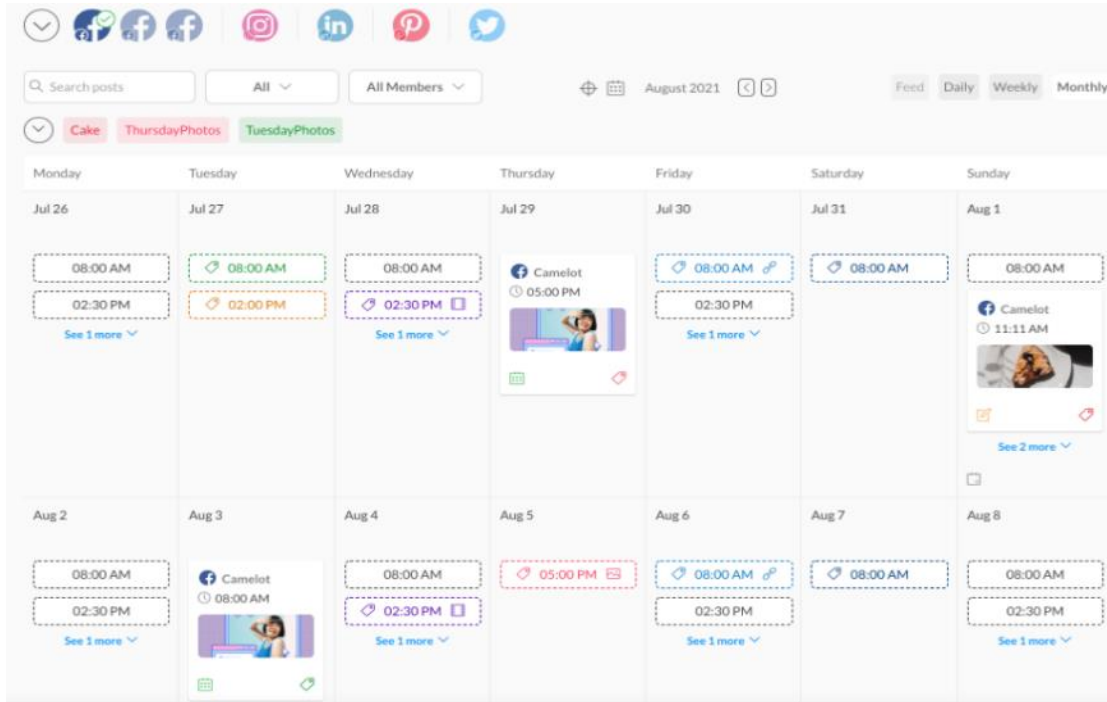 Search posts All All Members August 2021 Feed Daily Weekly Monthly
Cake ThursdayPhotos TuesdayPhotos
Monday Tuesday Wednesday Thursday Friday Saturday Sunday
Jul 26 Jul 27 Jul 28 Jul 29 Jul 30 Jul 31 Aug 1
08:00 AM 08:00 AM 08:00 AM Camelot 08:00 AM 08:00 AM 08:00 AM
05:00 PM
02:30 PM 02:00 PM 02:30 PM 02:30 PM Camelot
11:11 AM
See 1 more See 1 more See 1 more
See 2 more
Aug 2 Aug 3 Aug 4 Aug 5 Aug 6 Aug 7 Aug 8
08:00 AM Camelot 08:00 AM 05:00 PM 08:00 AM 08:00 AM 08:00 AM
08:00 AM
02:30 PM 02:30 PM 02:30 PM 02:30 PM
See 1 more See 1 more See 1 more See 1 more